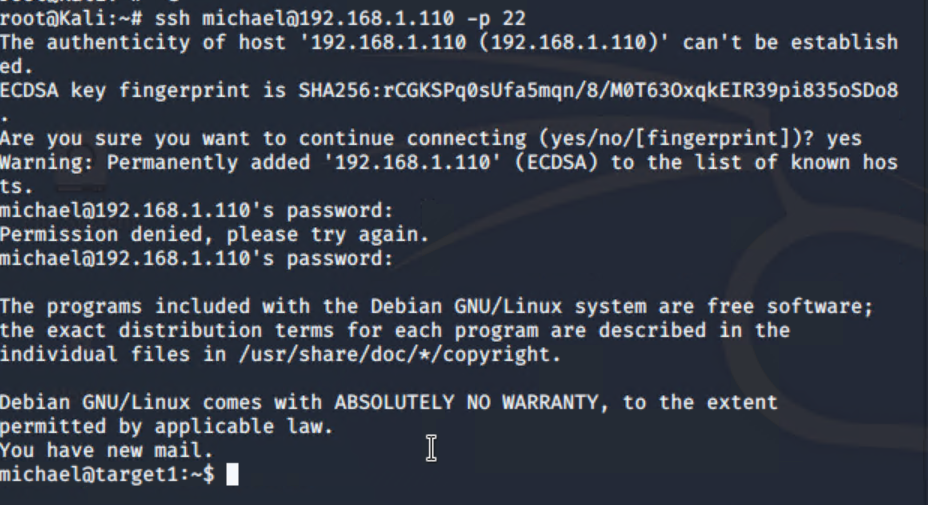 root@Kali:~# ssh michael@192.168.1.110 -p 22
The authenticity of host '192.168.1.110 (192.168.1.110)' can't be establish
ed.
ECDSA key fingerprint is SHA256:rCGKSPq0sUfa5mqn/8/M0T63OxqkEIR39pi835oSDo8
.
Are you sure you want to continue connecting (yes/no/[fingerprint])? yes
Warning: Permanently added '192.168.1.110' (ECDSA) to the list of known hos
ts.
michael@192.168.1.110's password:
Permission denied, please try again.
michael@192.168.1.110's password:

The programs included with the Debian GNU/Linux system are free software;
the exact distribution terms for each program are described in the
individual files in /usr/share/doc/*/copyright.

Debian GNU/Linux comes with ABSOLUTELY NO WARRANTY, to the extent
permitted by applicable law.
You have new mail.
michael@target1:~$